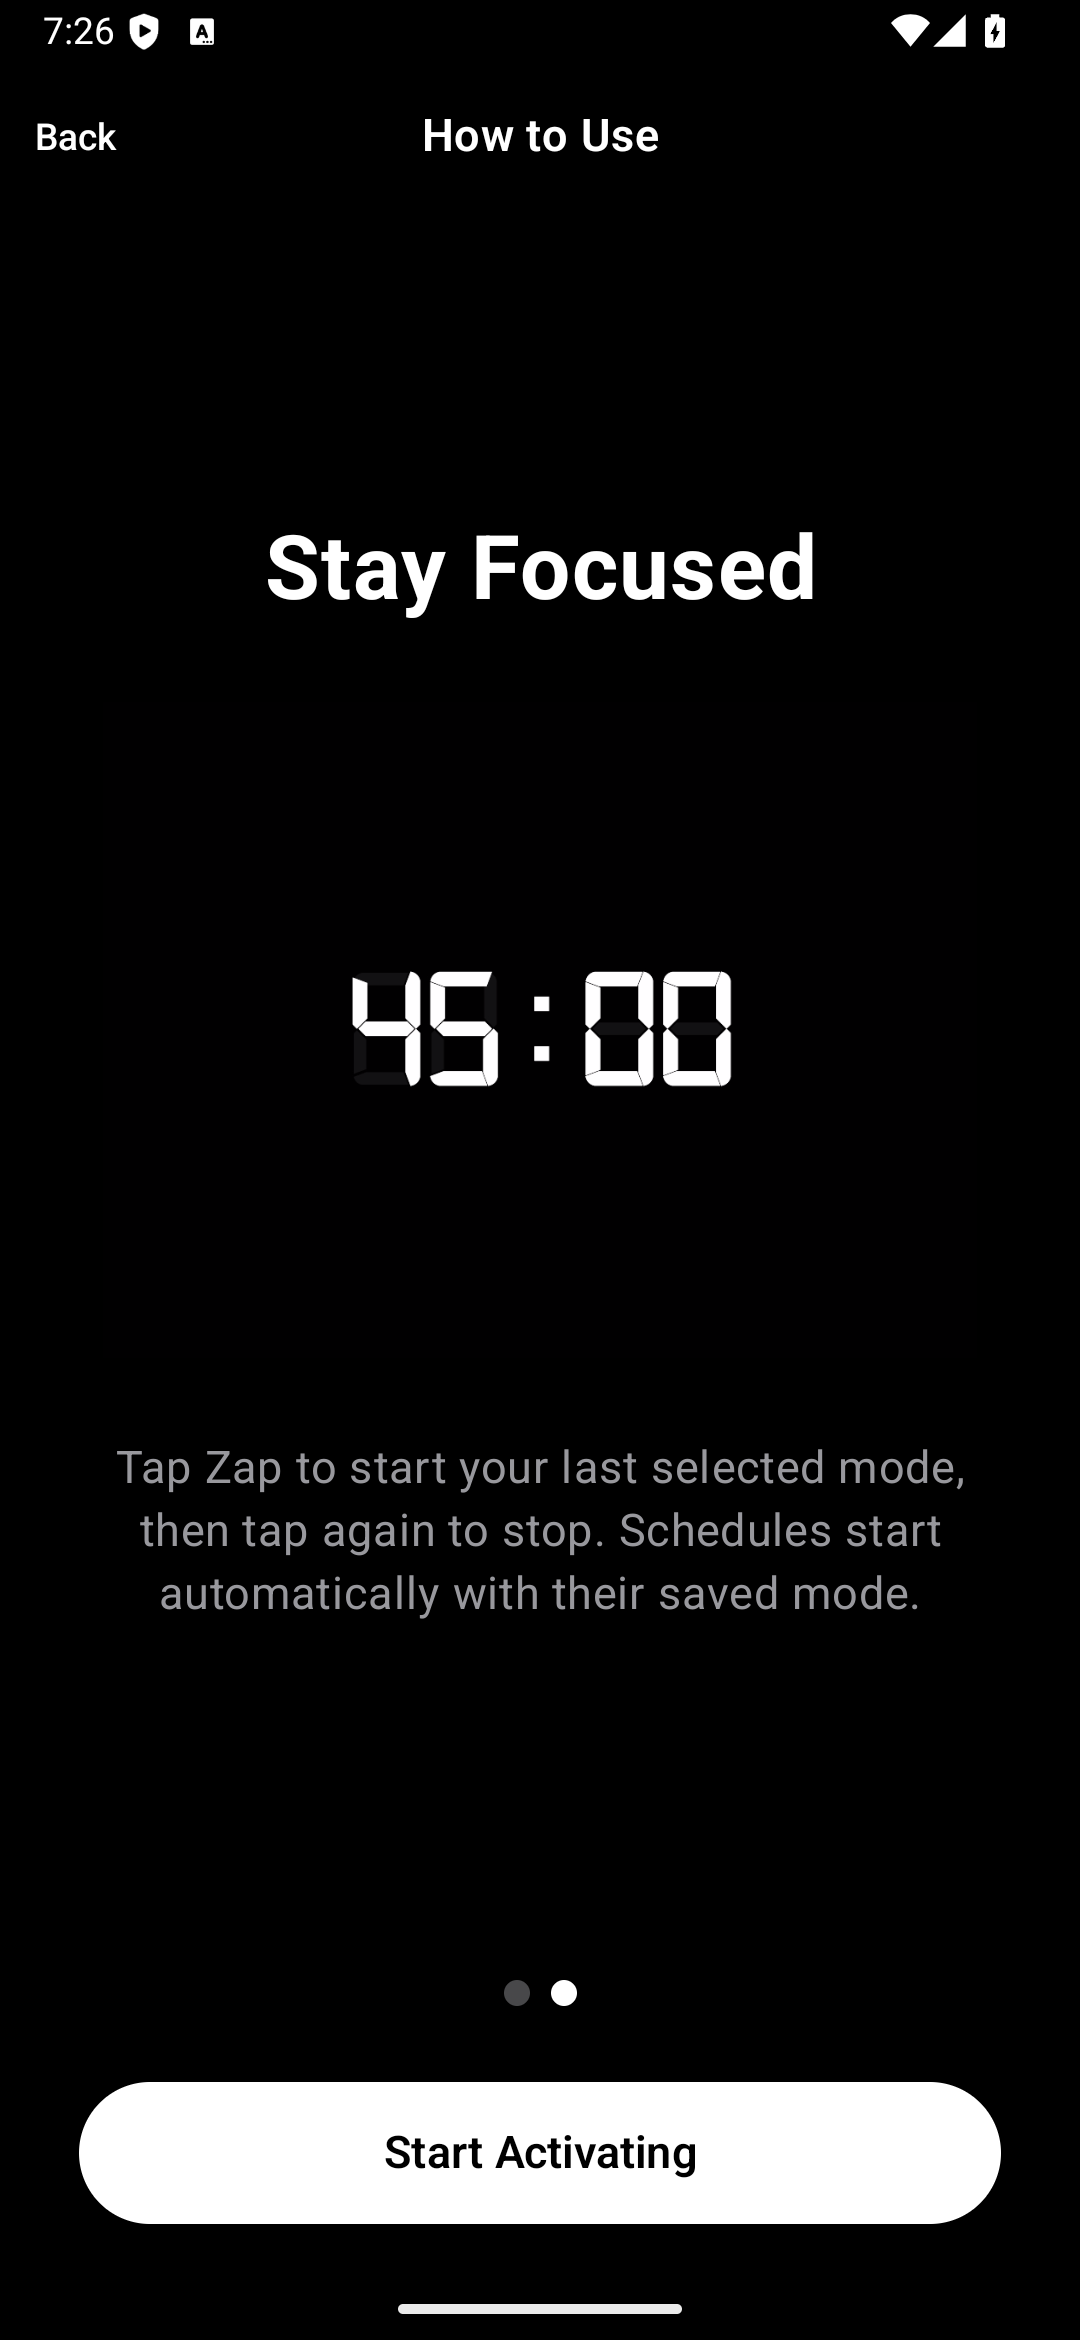 7:26
Back
How to Use
Stay Focused
45:00
Tap Zap to start your last selected mode,
then tap again to stop. Schedules start
automatically with their saved mode.
Start Activating